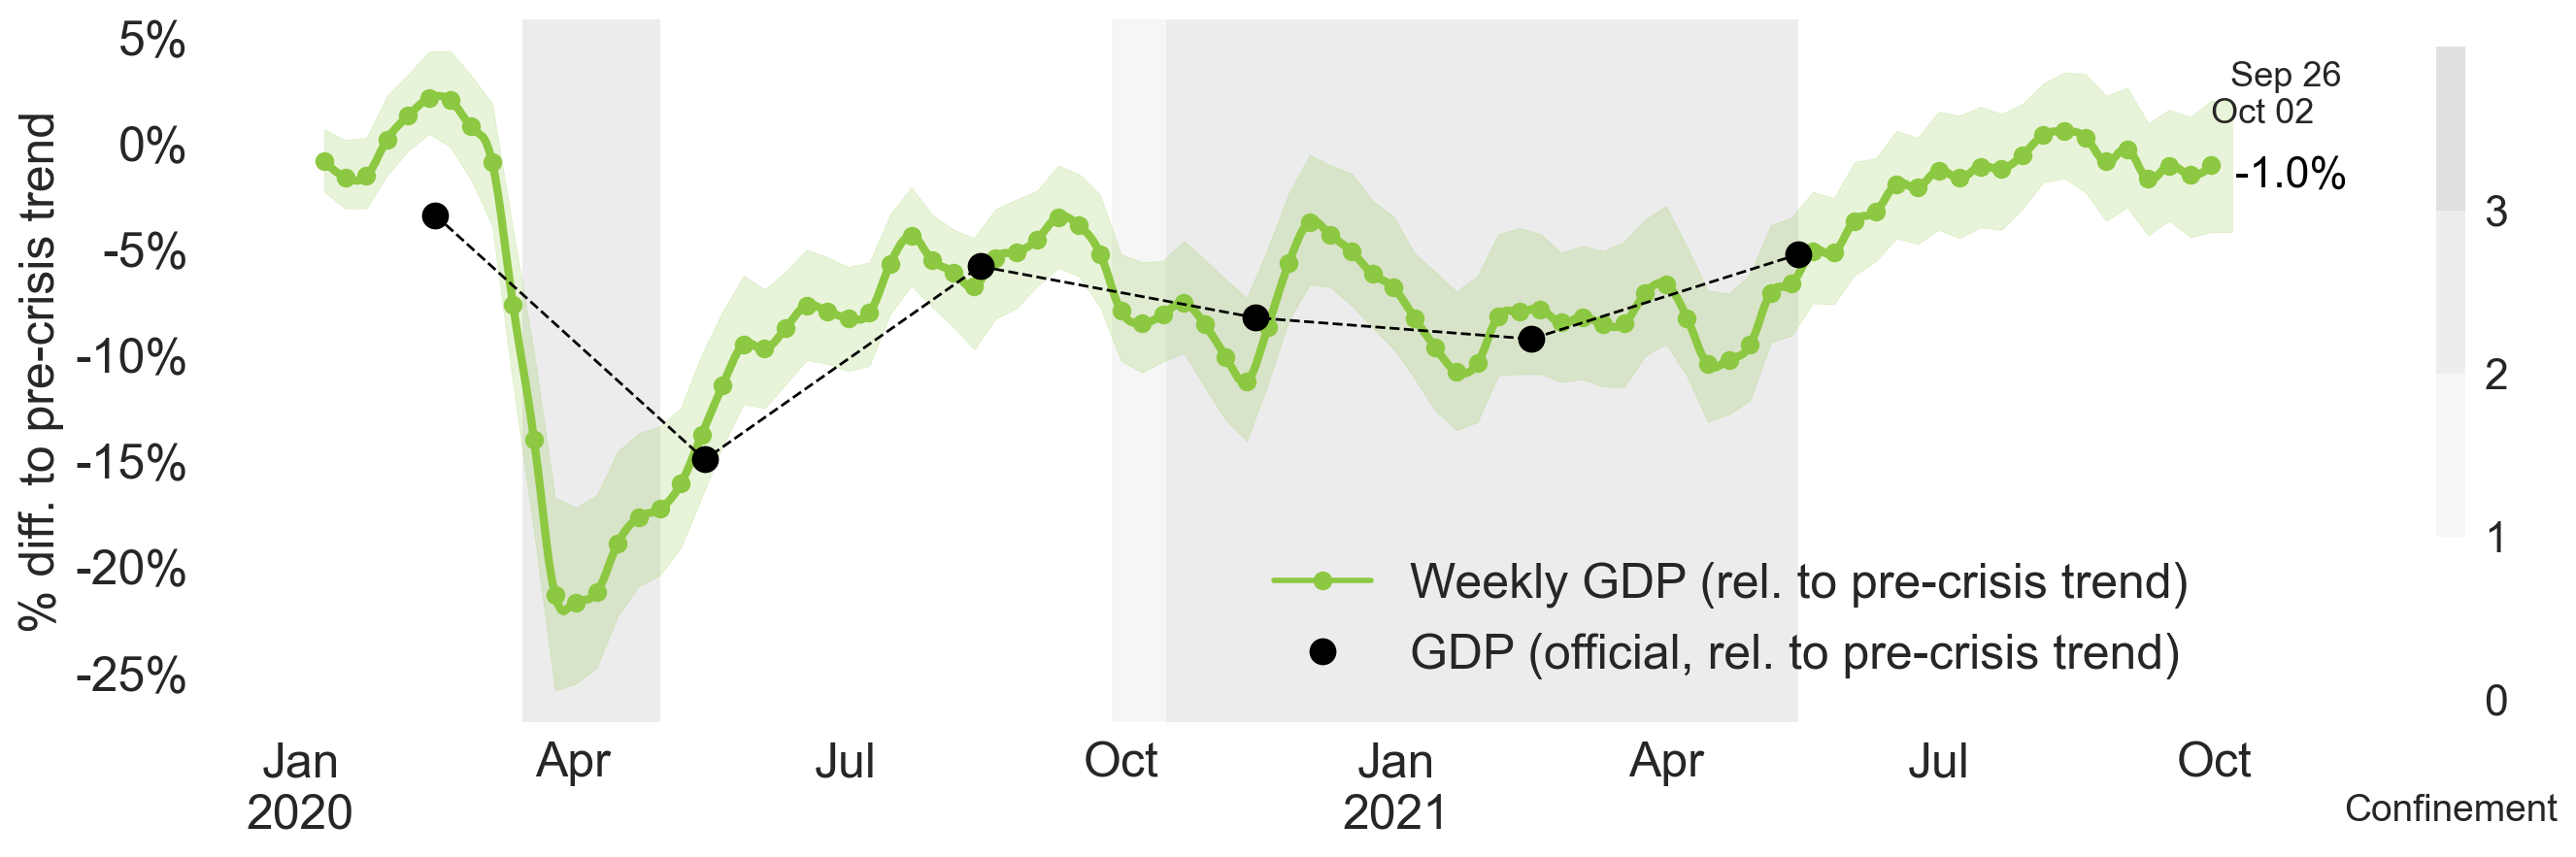 % diff. to pre-crisis trend
5%
0%
-5%
-10%
-15%
-20%
-25%
Sep 26
Oct 02
-1.0%
Weekly GDP (rel. to pre-crisis trend)
GDP (official, rel. to pre-crisis trend)
Jan
2020
Apr
Jul
Oct
Jan
2021
Apr
Jul
Oct
3
2
1
0
Confinement